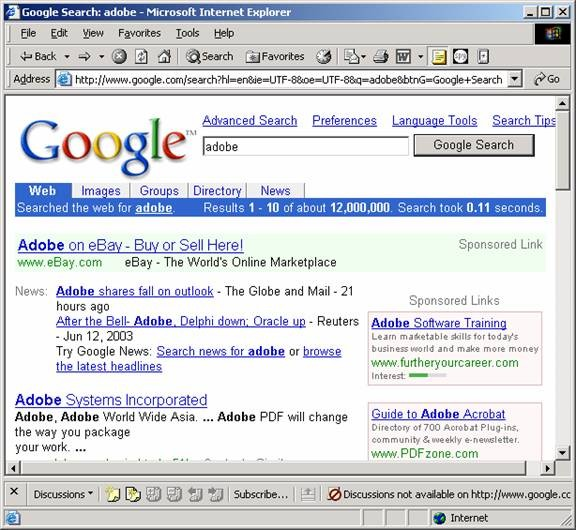 Google Search: adobe - Microsoft Internet Explorer
File Edit View Favorites Tools Help
Back Search Favorites
Address http://www.google.com/search?hl=en&ie=UTF-8&oe=UTF-8&q=adobe&btnG=Google+Search Go
Advanced Search Preferences Language Tools Search Tips
Google™ adobe Google Search
Web Images Groups Directory News
Searched the web for adobe. Results 1 - 10 of about 12,000,000. Search took 0.11 seconds.
Adobe on eBay - Buy or Sell Here! Sponsored Link
www.eBay.com eBay - The World's Online Marketplace
News: Adobe shares fall on outlook - The Globe and Mail - 21
hours ago
After the Bell- Adobe, Delphi down; Oracle up - Reuters
- Jun 12, 2003
Try Google News: Search news for adobe or browse
the latest headlines
Adobe Systems Incorporated
Adobe, Adobe World Wide Asia. ... Adobe PDF will change
the way you package
your work. ...
Sponsored Links
Adobe Software Training
Learn marketable skills for today's
business world and make more money
www.furtheryourcareer.com
Interest:
Guide to Adobe Acrobat
Directory of 700 Acrobat Plug-ins,
community & weekly e-newsletter.
www.PDFzone.com
Discussions Subscribe... Discussions not available on http://www.google.cc
Internet